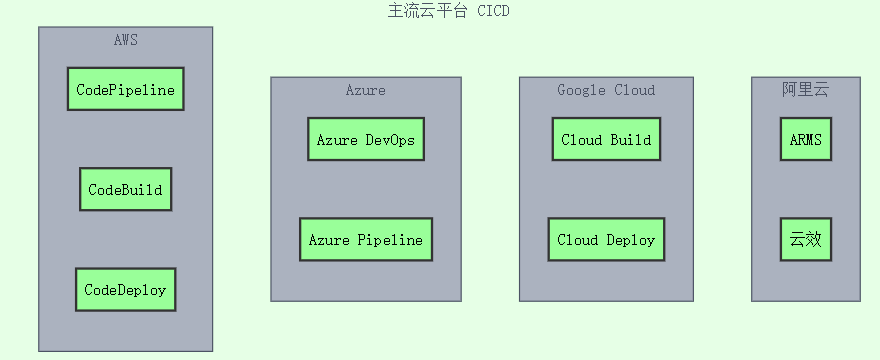 主流云平台 CICD
AWS
CodePipeline
CodeBuild
CodeDeploy
Azure
Azure DevOps
Azure Pipeline
Google Cloud
Cloud Build
Cloud Deploy
阿里云
ARMS
云效